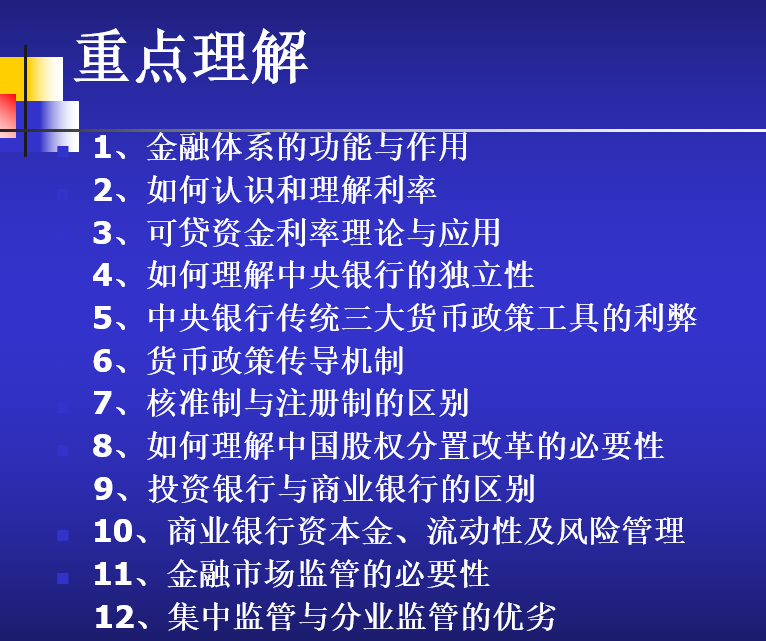 重点理解
1、金融体系的功能与作用
2、如何认识和理解利率
3、可贷资金利率理论与应用
4、如何理解中央银行的独立性
5、中央银行传统三大货币政策工具的利弊
6、货币政策传导机制
7、核准制与注册制的区别
8、如何理解中国股权分置改革的必要性
9、投资银行与商业银行的区别
10、商业银行资本金、流动性及风险管理
11、金融市场监管的必要性
12、集中监管与分业监管的优劣